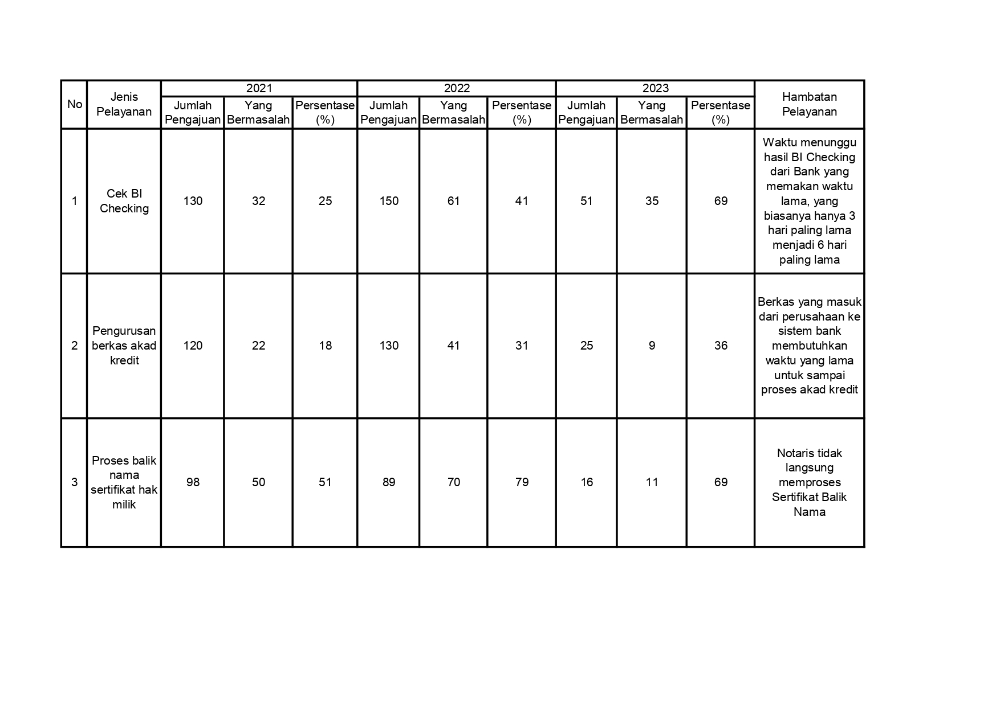 No
Jenis
Pelayanan
2021
2022
2023
Hambatan
Pelayanan
Jumlah
Pengajuan
Yang
Bermasalah
Persentase
(%)
Jumlah
Pengajuan
Yang
Bermasalah
Persentase
(%)
Jumlah
Pengajuan
Yang
Bermasalah
Persentase
(%)
1
Cek BI
Checking
130
32
25
150
61
41
51
35
69
Waktu menunggu
hasil BI Checking
dari Bank yang
memakan waktu
lama, yang
biasanya hanya 3
hari paling lama
menjadi 6 hari
paling lama
2
Pengurusan
berkas akad
kredit
120
22
18
130
41
31
25
9
36
Berkas yang masuk
dari perusahaan ke
sistem bank
membutuhkan
waktu yang lama
untuk sampai
proses akad kredit
3
Proses balik
nama
sertifikat hak
milik
98
50
51
89
70
79
16
11
69
Notaris tidak
langsung
memproses
Sertifikat Balik
Nama